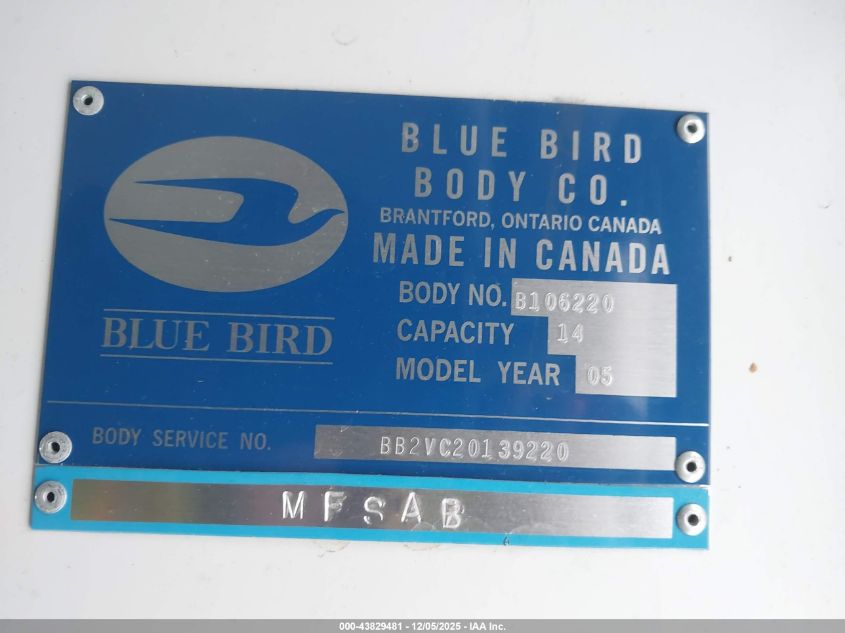 BLUE BIRD
BODY CO.
BRANTFORD, ONTARIO CANADA
MADE IN CANADA
BODY NO. B106220
CAPACITY 14
MODEL YEAR 05
BLUE BIRD
BODY SERVICE NO. BB2VC20139220
MFSAB
000-43829481 - 12/05/2025 - IAA Inc.